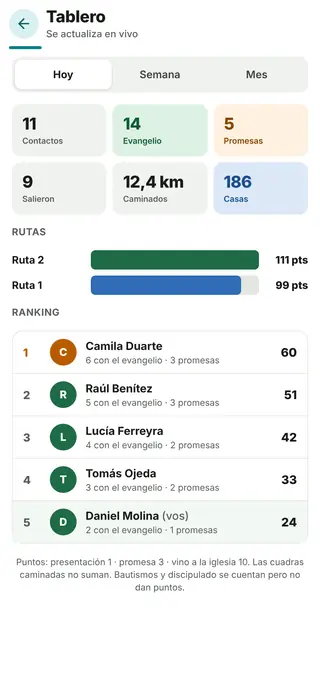 Tablero
Se actualiza en vivo
Hoy
Semana
Mes
11
Contactos
14
Evangelio
5
Promesas
9
Salieron
12,4 km
Caminados
186
Casas
RUTAS
Ruta 2
111 pts
Ruta 1
99 pts
RANKING
1
C
Camila Duarte
6 con el evangelio · 3 promesas
60
2
R
Raúl Benítez
5 con el evangelio · 3 promesas
51
3
L
Lucía Ferreyra
4 con el evangelio · 2 promesas
42
4
T
Tomás Ojeda
3 con el evangelio · 2 promesas
33
5
D
Daniel Molina (vos)
2 con el evangelio · 1 promesas
24
Puntos: presentación 1 · promesa 3 · vino a la iglesia 10. Las cuadras
caminadas no suman. Bautismos y discipulado se cuentan pero no
dan puntos.